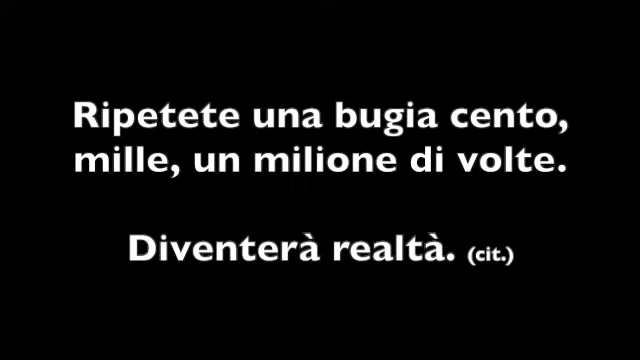 Ripetete una bugia cento,
mille, un milione di volte.
Diventerà realtà. (cit.)